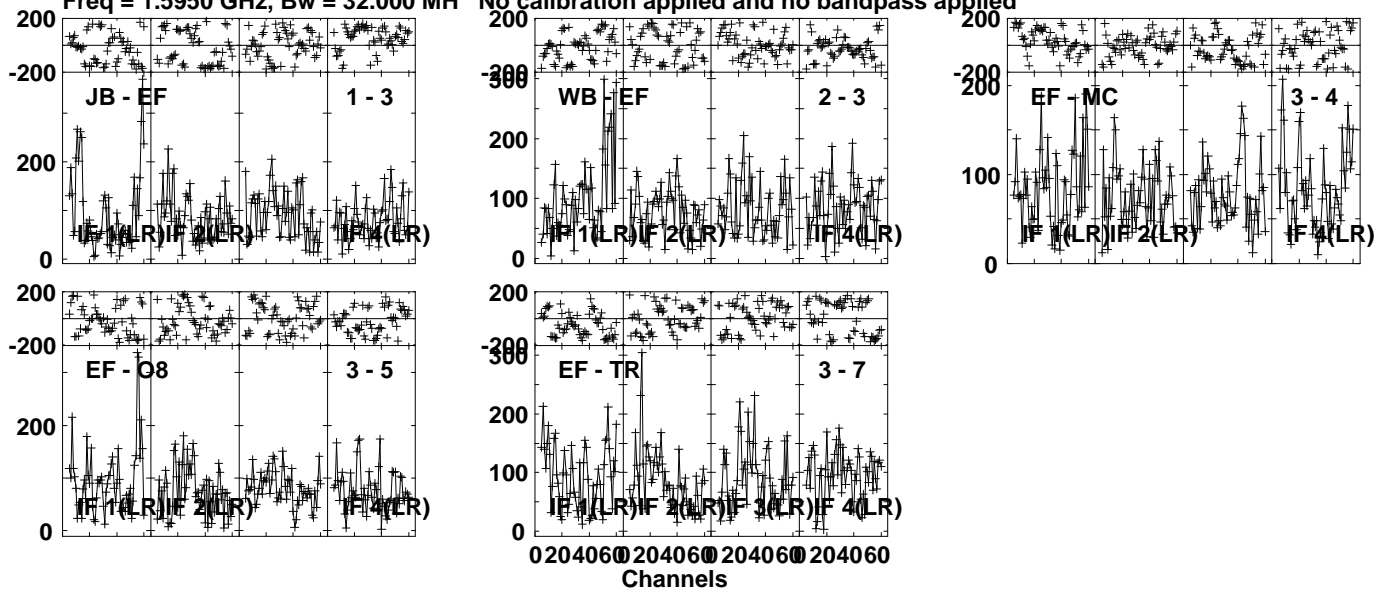 Freq = 1.5950 GHz, Bw = 32.000 MH No calibration applied and no bandpass applied
200
-200
JB - EF 1 - 3
200
IF 1(LR) IF 2(LR) IF 4(LR)
0
200
-200
300
WB - EF 2 - 3
200
100
IF 1(LR) IF 2(LR) IF 4(LR)
0
200
-200
200
EF - MC 3 - 4
100
IF 1(LR) IF 2(LR) IF 4(LR)
0
200
-200
EF - O8 3 - 5
200
IF 1(LR) IF 2(LR) IF 4(LR)
0
200
-200
300
EF - TR 3 - 7
200
100
IF 1(LR) IF 2(LR) IF 3(LR) IF 4(LR)
0
0 20 40 60 0 20 40 60 0 20 40 60 0 20 40 60
Channels